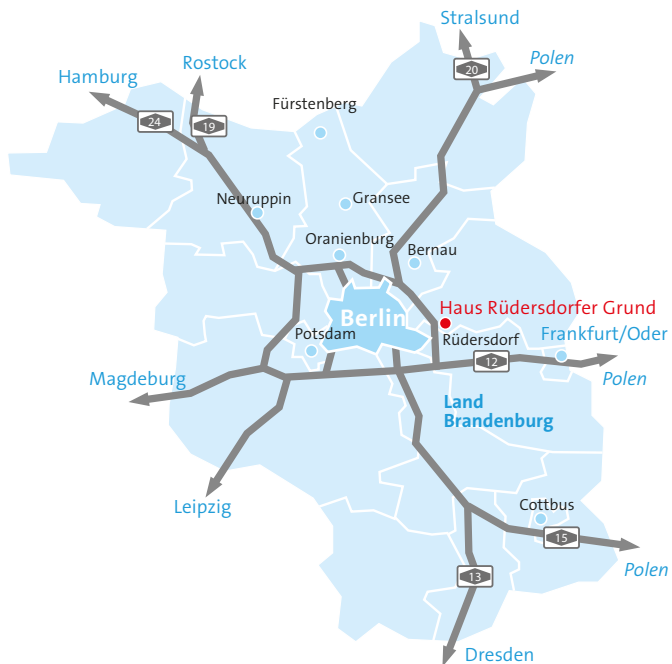 Stralsund
Polen
20
Rostock
Hamburg
Fürstenberg
24
19
Neuruppin
Gransee
Oranienburg
Bernau
Haus Rüdersdorfer Grund
Berlin
Potsdam
Rüdersdorf
Frankfurt/Oder
12
Magdeburg
Polen
Land
Brandenburg
Leipzig
Cottbus
15
Polen
13
Dresden